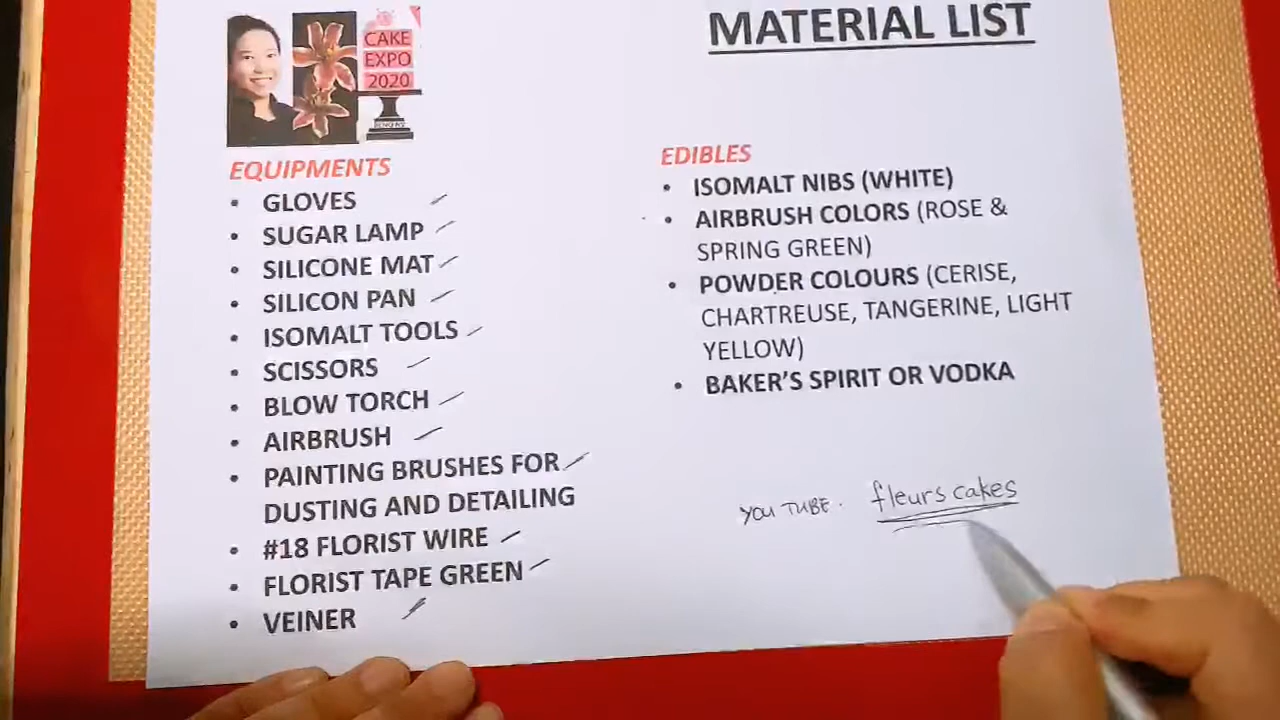 CAKE
EXPO
2020
MATERIAL LIST
EQUIPMENTS
• GLOVES
• SUGAR LAMP
• SILICONE MAT
• SILICON PAN
• ISOMALT TOOLS
• SCISSORS
• BLOW TORCH
• AIRBRUSH
• PAINTING BRUSHES FOR
DUSTING AND DETAILING
• #18 FLORIST WIRE
• FLORIST TAPE GREEN
• VEINER
EDIBLES
• ISOMALT NIBS (WHITE)
• AIRBRUSH COLORS (ROSE &
SPRING GREEN)
• POWDER COLOURS (CERISE,
CHARTREUSE, TANGERINE, LIGHT
YELLOW)
• BAKER'S SPIRIT OR VODKA
YOU TUBE. fleurs cakes